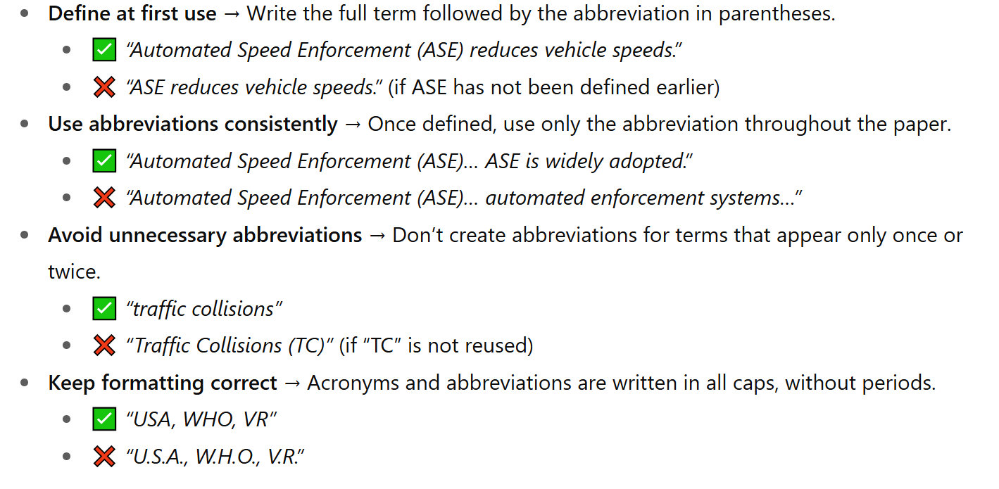 Define at first use → Write the full term followed by the abbreviation in parentheses.
✅ “Automated Speed Enforcement (ASE) reduces vehicle speeds.”
❌ “ASE reduces vehicle speeds.” (if ASE has not been defined earlier)
Use abbreviations consistently → Once defined, use only the abbreviation throughout the paper.
✅ “Automated Speed Enforcement (ASE)… ASE is widely adopted.”
❌ “Automated Speed Enforcement (ASE)… automated enforcement systems…”
Avoid unnecessary abbreviations → Don’t create abbreviations for terms that appear only once or
twice.
✅ “traffic collisions”
❌ “Traffic Collisions (TC)” (if “TC” is not reused)
Keep formatting correct → Acronyms and abbreviations are written in all caps, without periods.
✅ “USA, WHO, VR”
❌ “U.S.A., W.H.O., V.R.”